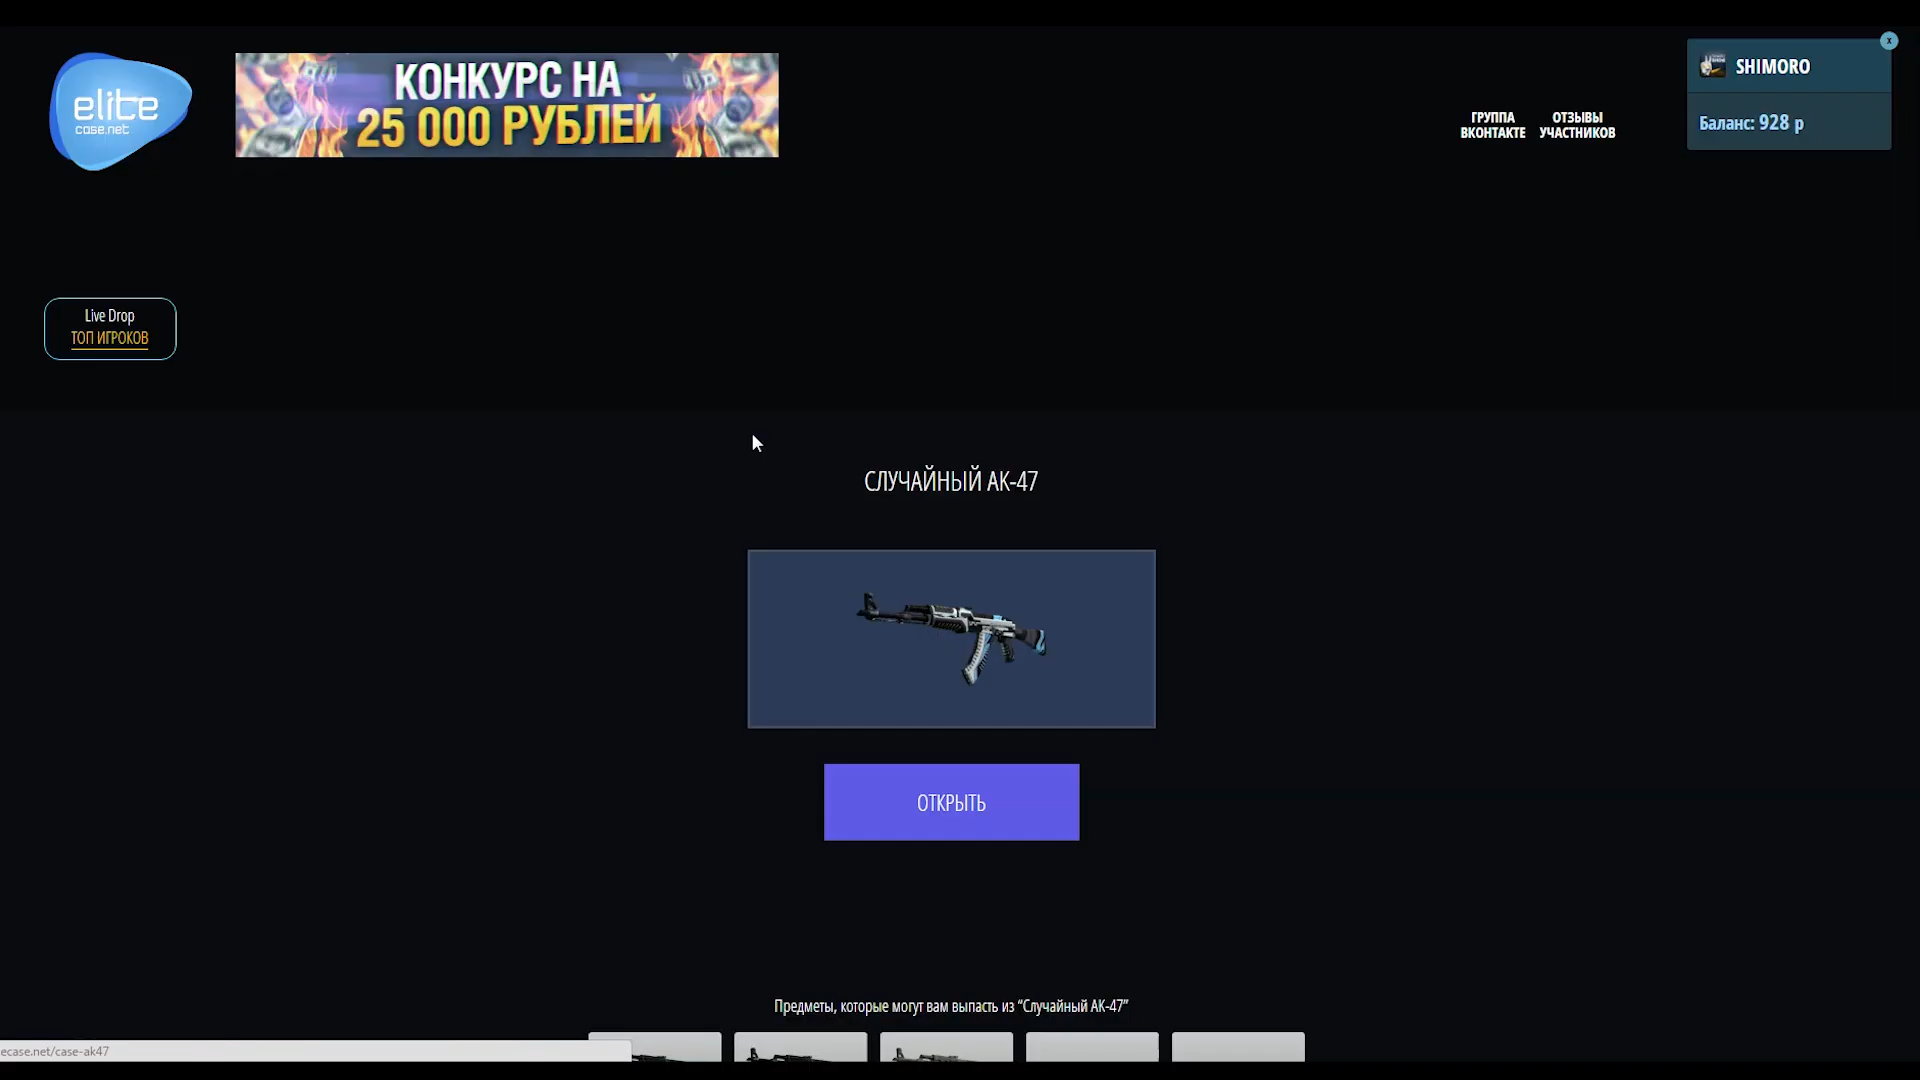 elite
case.net
КОНКУРС НА
25 000 РУБЛЕЙ
ГРУППА
ВКОНТАКТЕ
ОТЗЫВЫ
УЧАСТНИКОВ
x
SHIMORO
Баланс: 928 р
Live Drop
ТОП ИГРОКОВ
СЛУЧАЙНЫЙ АК-47
ОТКРЫТЬ
Предметы, которые могут вам выпасть из “Случайный АК-47”
ecase.net/case-ak47